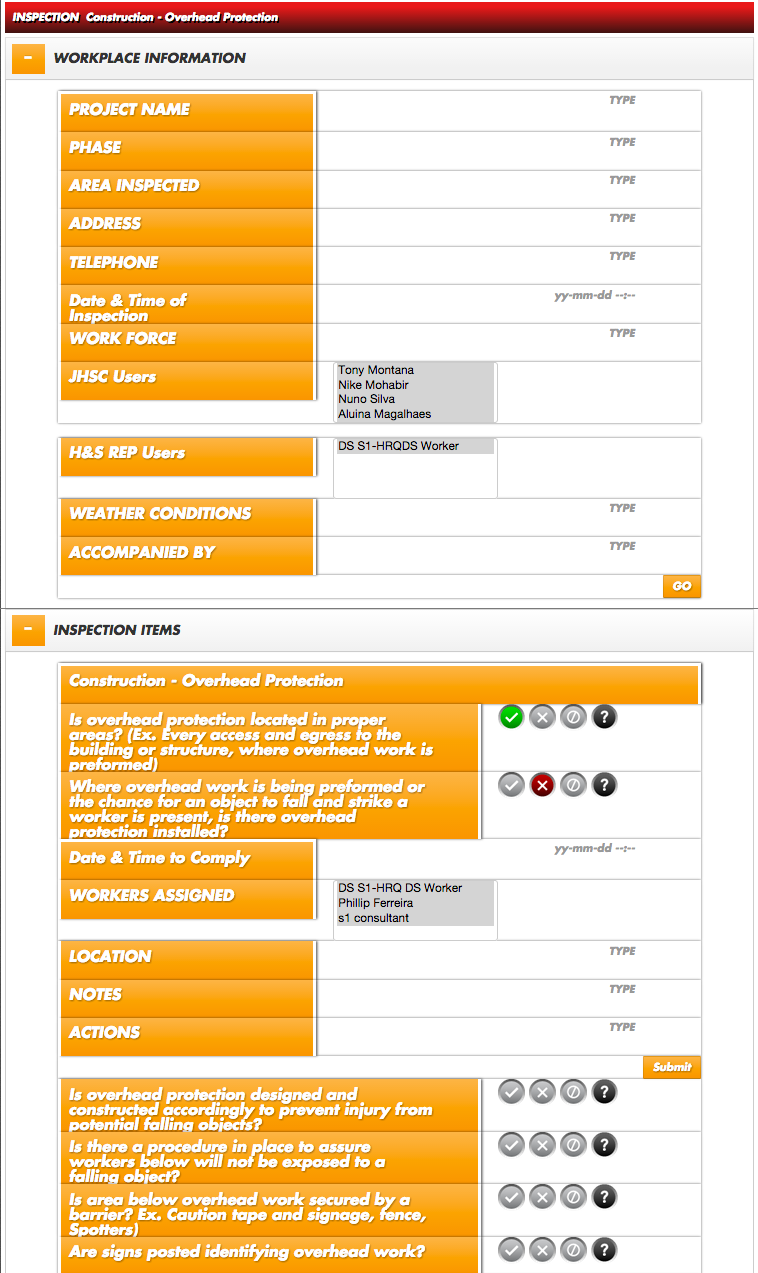 INSPECTION Construction - Overhead Protection
- WORKPLACE INFORMATION
PROJECT NAME TYPE
PHASE TYPE
AREA INSPECTED TYPE
ADDRESS TYPE
TELEPHONE TYPE
Date & Time of yy-mm-dd --:--
Inspection
WORK FORCE TYPE
JHSC Users
Tony Montana
Nike Mohabir
Nuno Silva
Aluina Magalhaes
H&S REP Users DS S1-HRQDS Worker
WEATHER CONDITIONS TYPE
ACCOMPANIED BY TYPE
GO
- INSPECTION ITEMS
Construction - Overhead Protection
Is overhead protection located in proper
areas? (Ex. Every access and egress to the
building or structure, where overhead work is
preformed)
?
Where overhead work is being preformed or
the chance for an object to fall and strike a
worker is present, is there overhead
protection installed?
?
Date & Time to Comply yy-mm-dd --:--
WORKERS ASSIGNED
DS S1-HRQ DS Worker
Phillip Ferreira
s1 consultant
LOCATION TYPE
NOTES TYPE
ACTIONS TYPE
Submit
Is overhead protection designed and
constructed accordingly to prevent injury from
potential falling objects?
?
Is there a procedure in place to assure
workers below will not be exposed to a
falling object?
?
Is area below overhead work secured by a
barrier? Ex. Caution tape and signage, fence,
Spotters)
?
Are signs posted identifying overhead work?
?